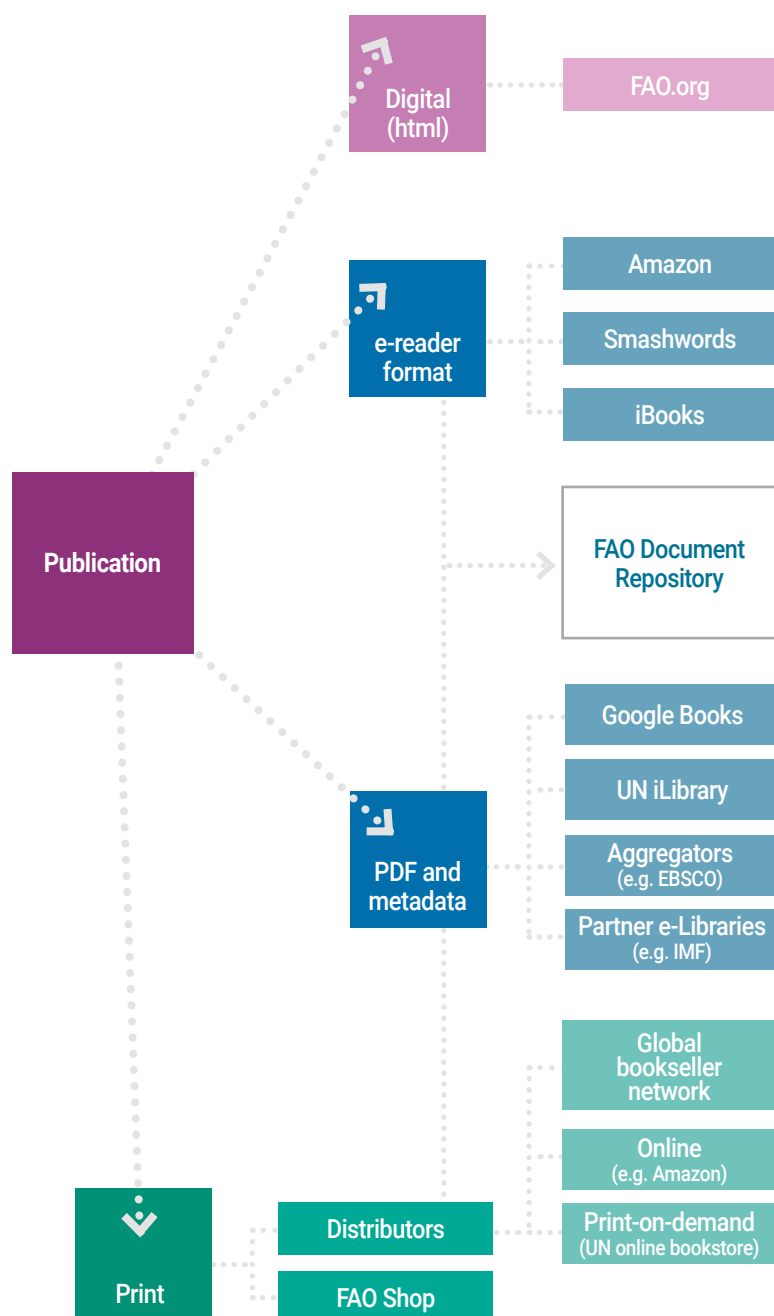 Digital
(html)
FAO.org
Amazon
e-reader
format
Smashwords
iBooks
Publication
FAO Document
Repository
Google Books
UN iLibrary
PDF and
metadata
Aggregators
(e.g. EBSCO)
Partner e-Libraries
(e.g. IMF)
Global
bookseller
network
Online
(e.g. Amazon)
Distributors
Print-on-demand
(UN online bookstore)
Print
FAO Shop